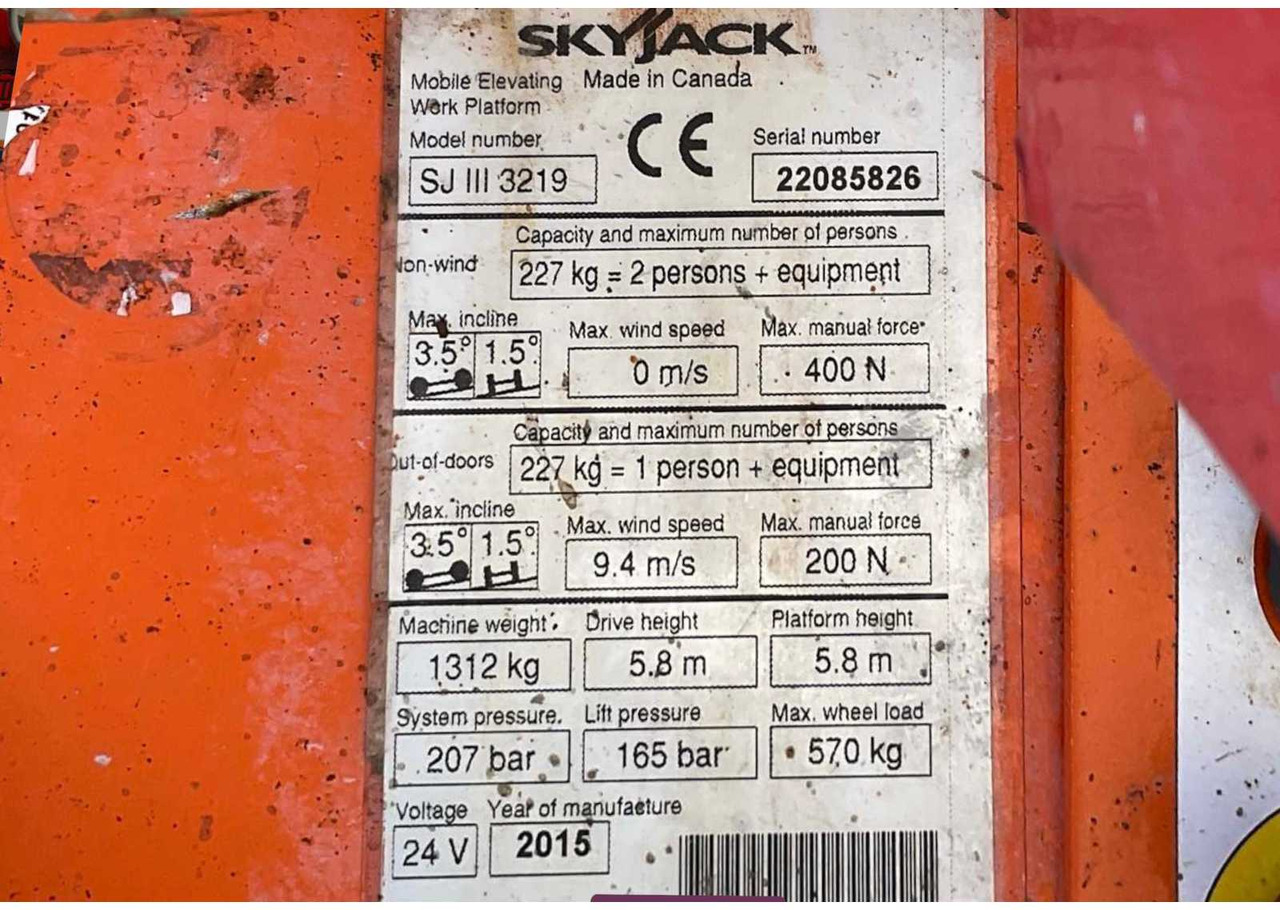 SKYJACK™
Mobile Elevating Made in Canada
Work Platform
Model number Serial number
CE
SJ III 3219 22085826
Capacity and maximum number of persons
Non-wind 227 kg = 2 persons + equipment
Max. incline Max. wind speed Max. manual force
3.5° 1.5° 0 m/s 400 N
Capacity and maximum number of persons
Out-of-doors 227 kg = 1 person + equipment
Max. incline Max. wind speed Max. manual force
3.5° 1.5° 9.4 m/s 200 N
Machine weight Drive height Platform height
1312 kg 5.8 m 5.8 m
System pressure Lift pressure Max. wheel load
207 bar 165 bar 570 kg
Voltage Year of manufacture
24 V 2015